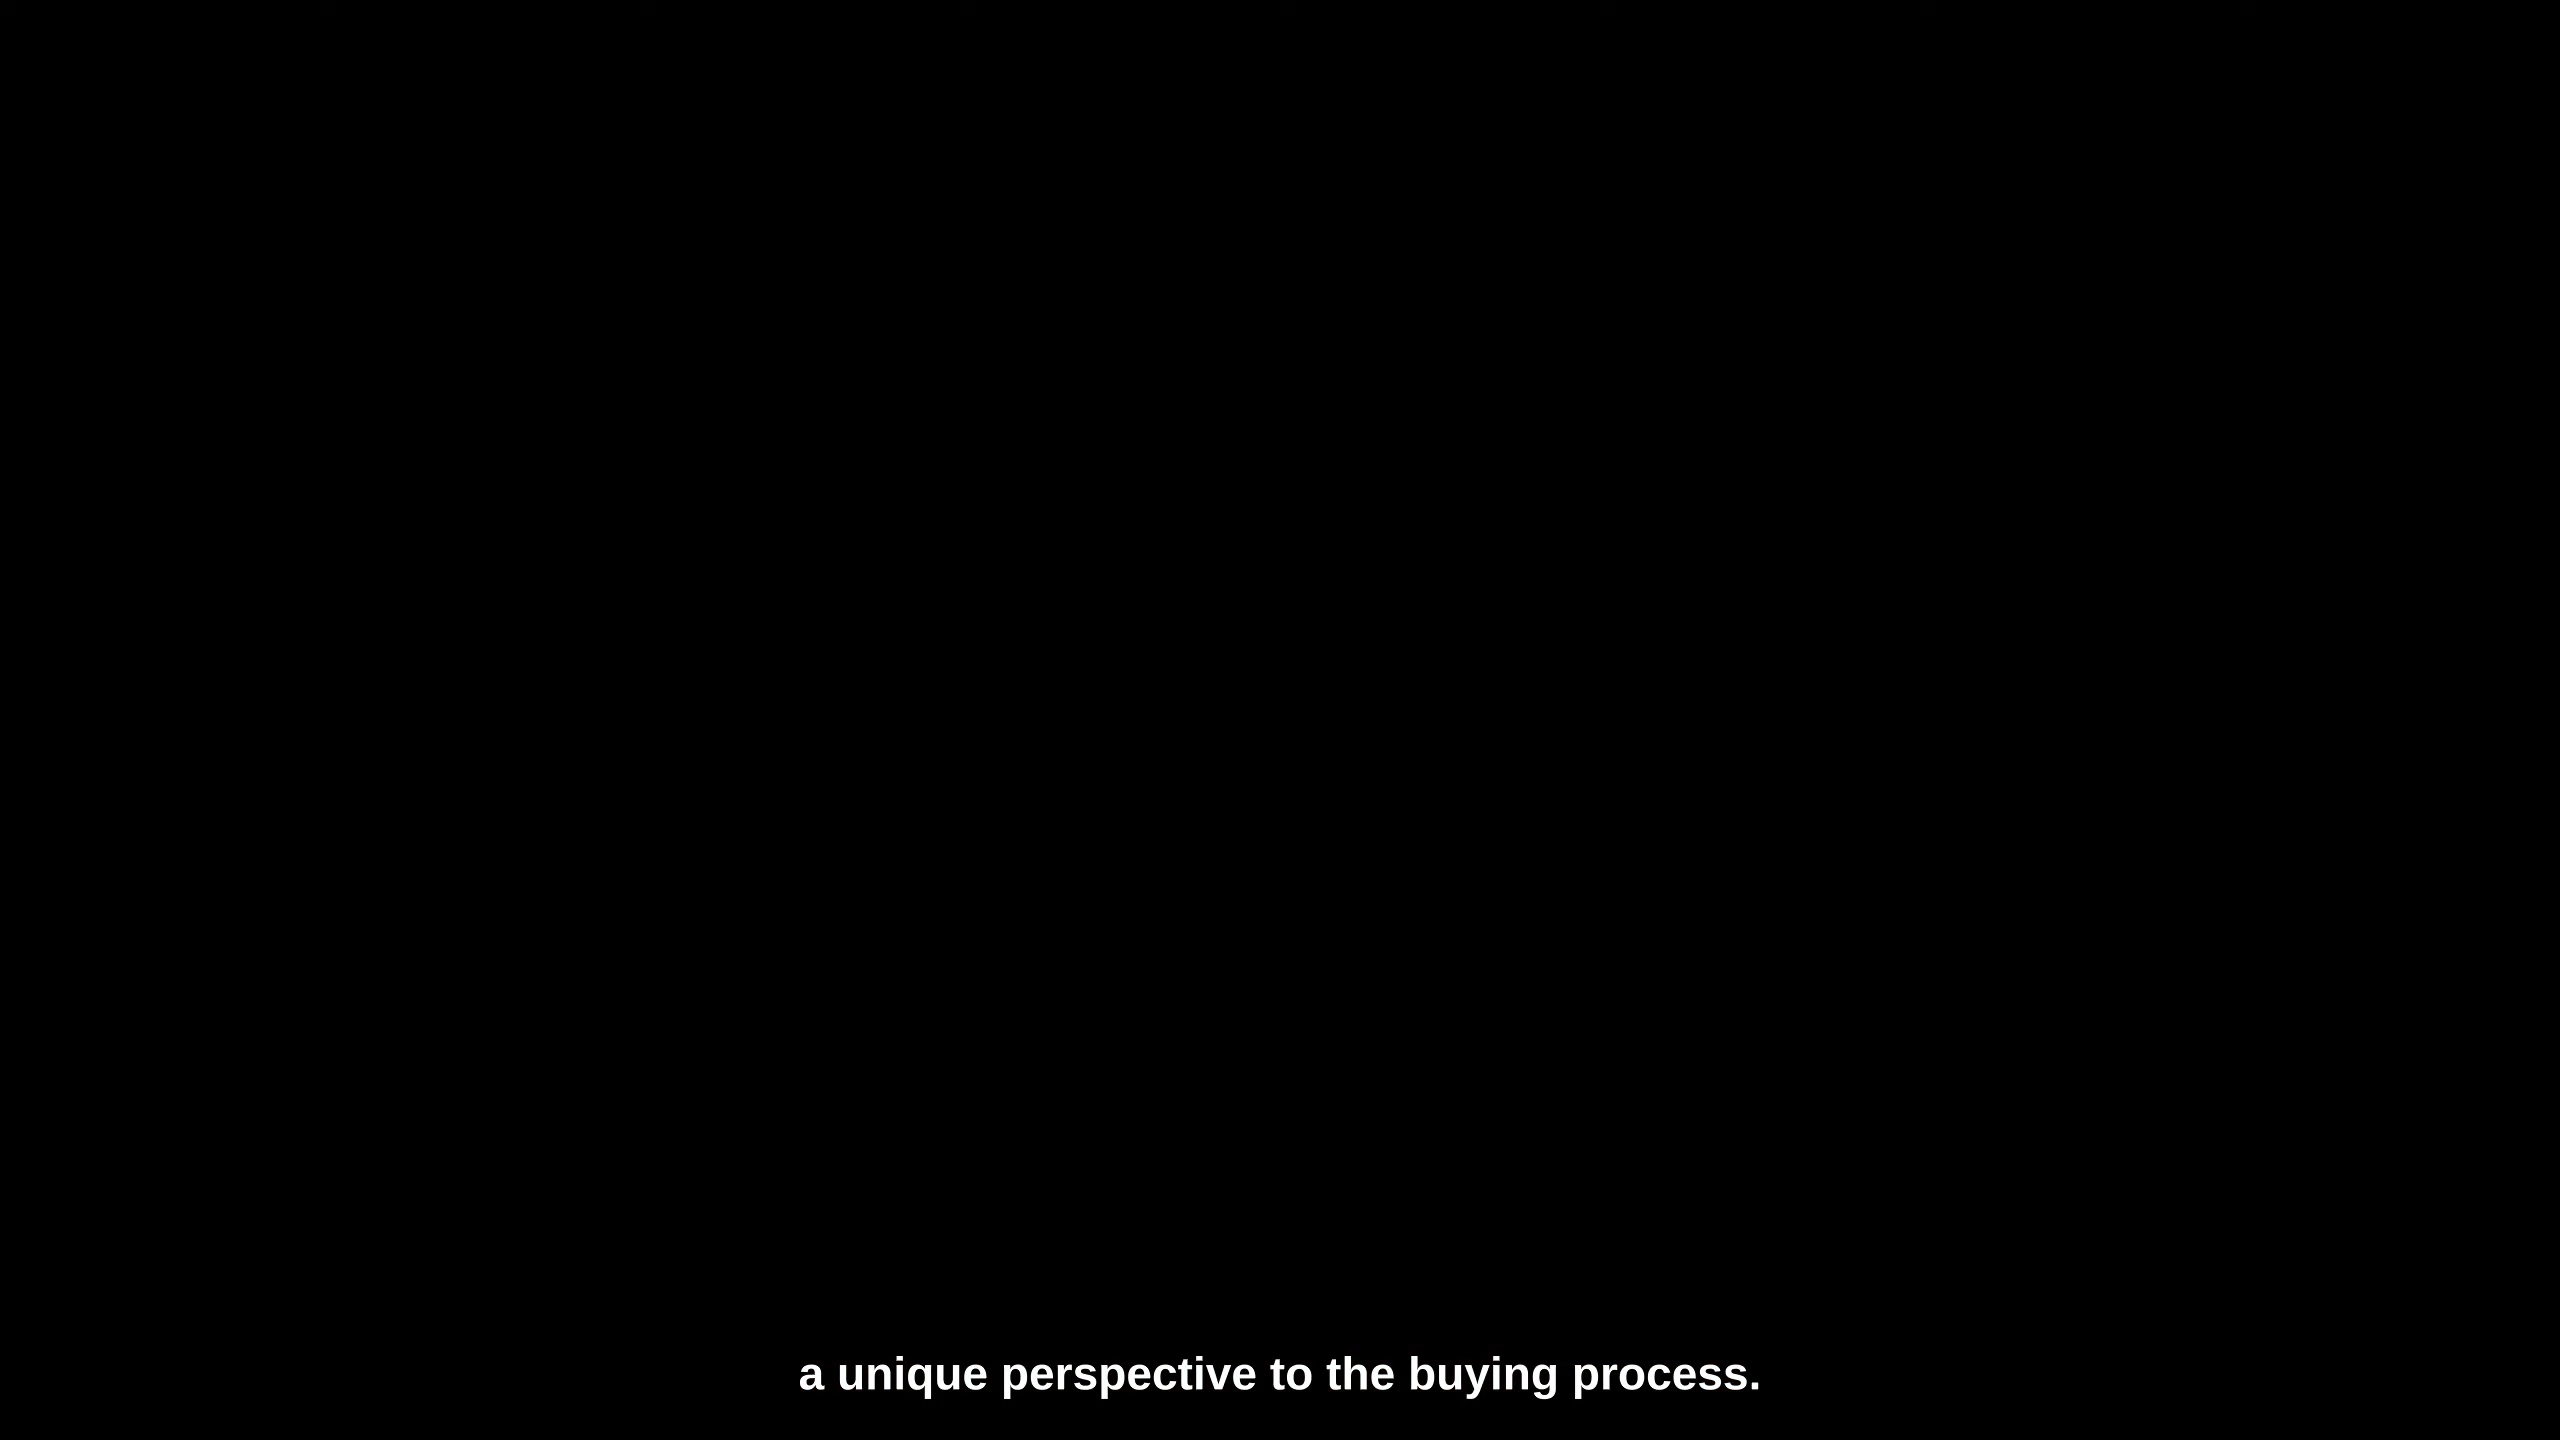 a unique perspective to the buying process.